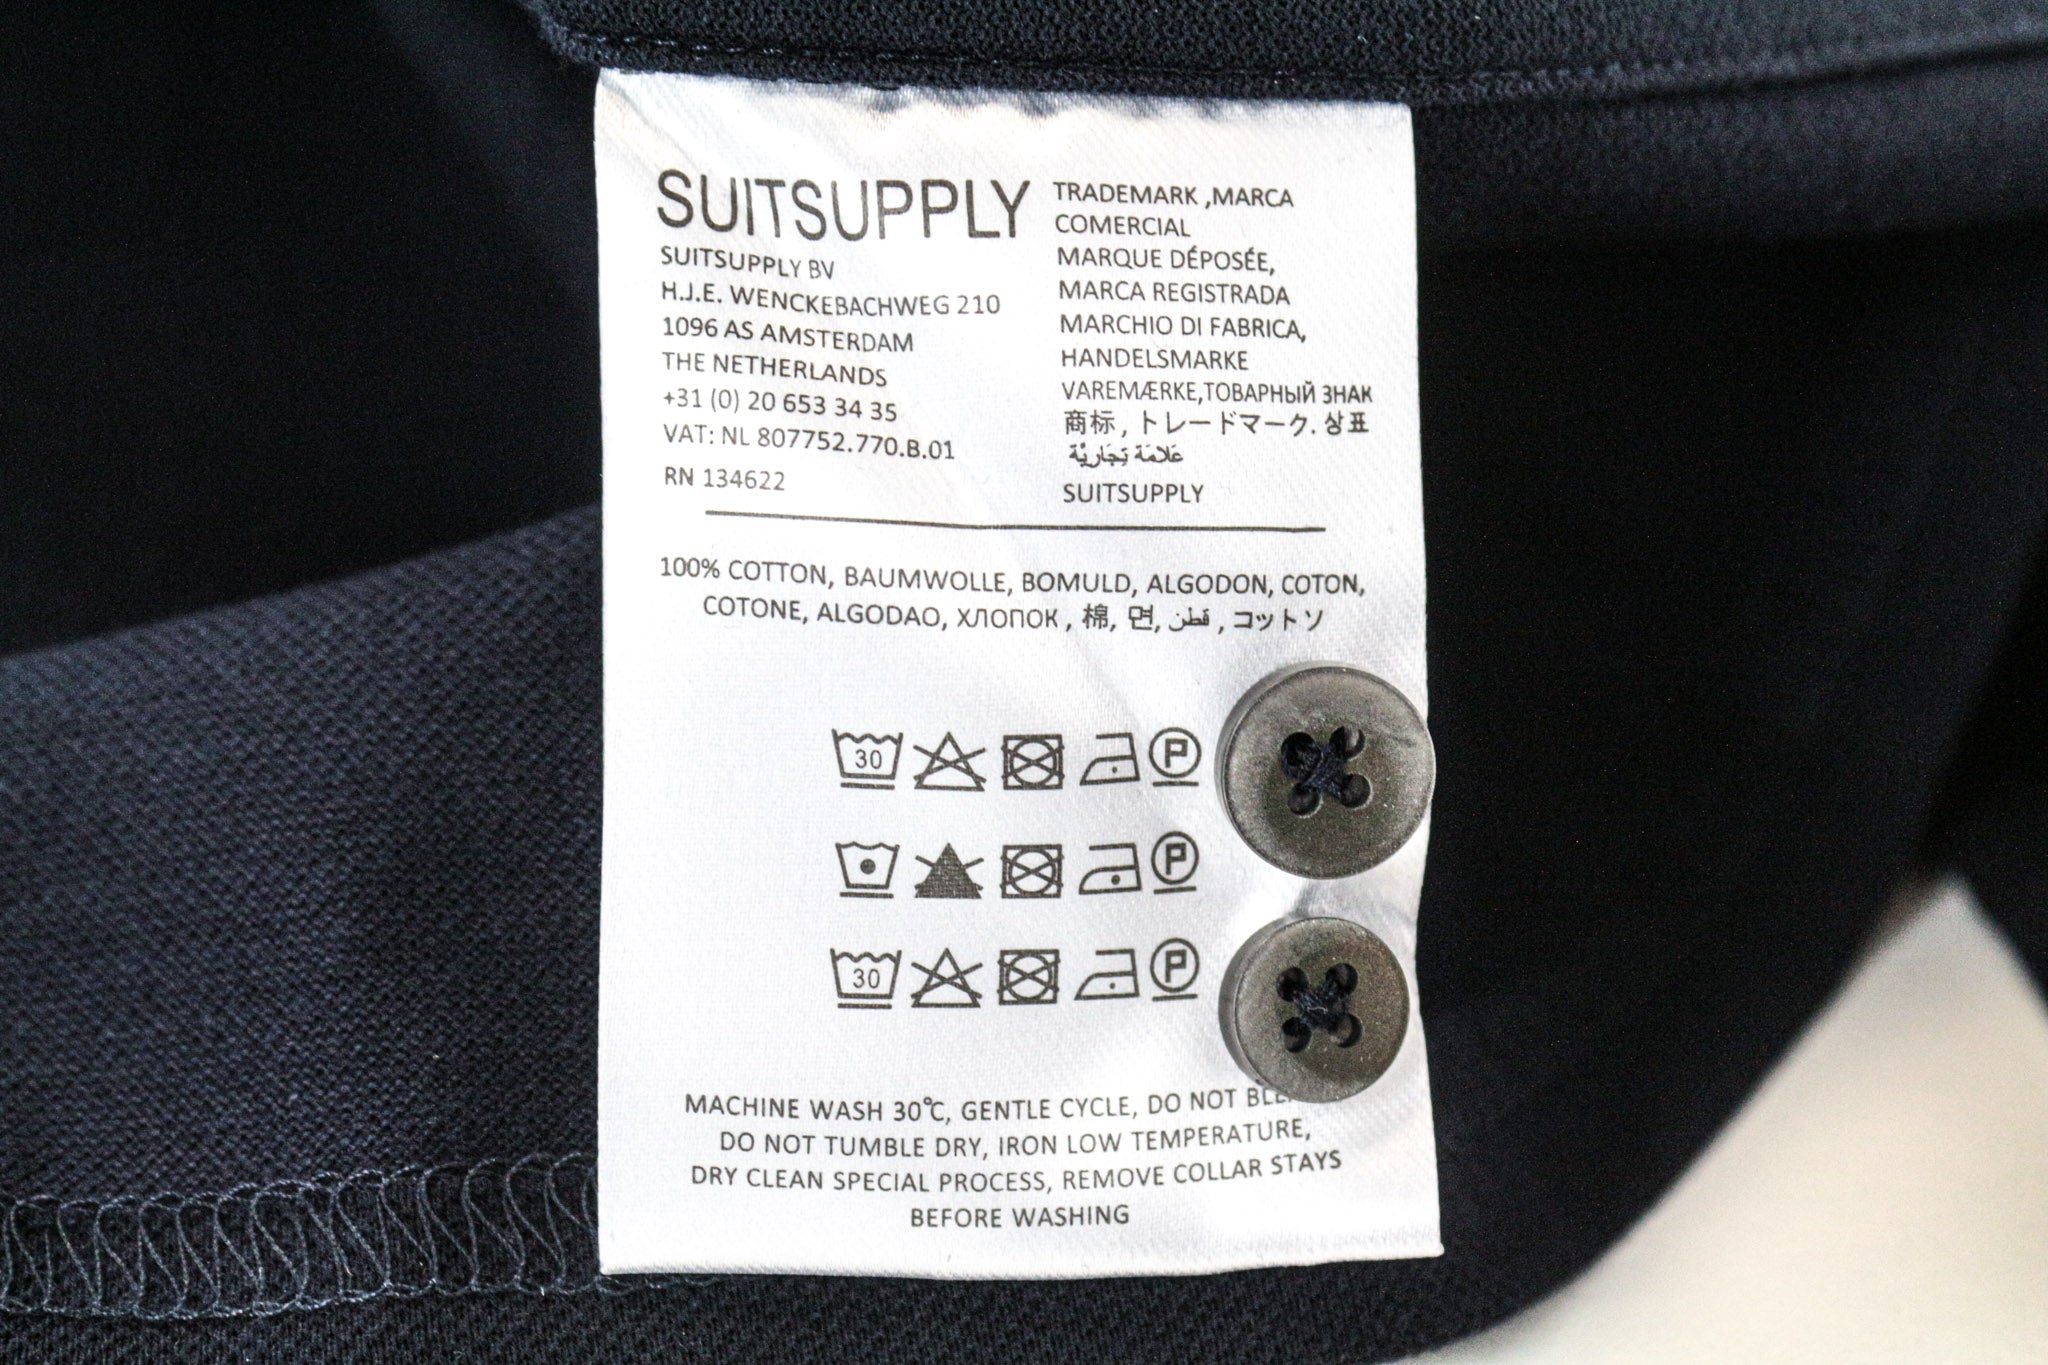 SUITSUPPLY
SUITSUPPLY BV
H.J.E. WENCKEBACHWEG 210
1096 AS AMSTERDAM
THE NETHERLANDS
+31 (0) 20 653 34 35
VAT: NL 807752.770.B.01
RN 134622
TRADEMARK ,MARCA
COMERCIAL
MARQUE DÉPOSÉE,
MARCA REGISTRADA
MARCHIO DI FABRICA,
HANDELSMARKE
VAREMÆRKE,ТОВАРНЫЙ ЗНАК
商标, トレードマーク. 상표
عَلامَة تِجَارِيَّة
SUITSUPPLY
100% COTTON, BAUMWOLLE, BOMULD, ALGODON, COTON,
COTONE, ALGODAO, ХЛОПОК , 棉, 면, قطن , コットソ
30 P
P
30 P
MACHINE WASH 30℃, GENTLE CYCLE, DO NOT
DO NOT TUMBLE DRY, IRON LOW TEMPERATURE,
DRY CLEAN SPECIAL PROCESS, REMOVE COLLAR STAYS
BEFORE WASHING